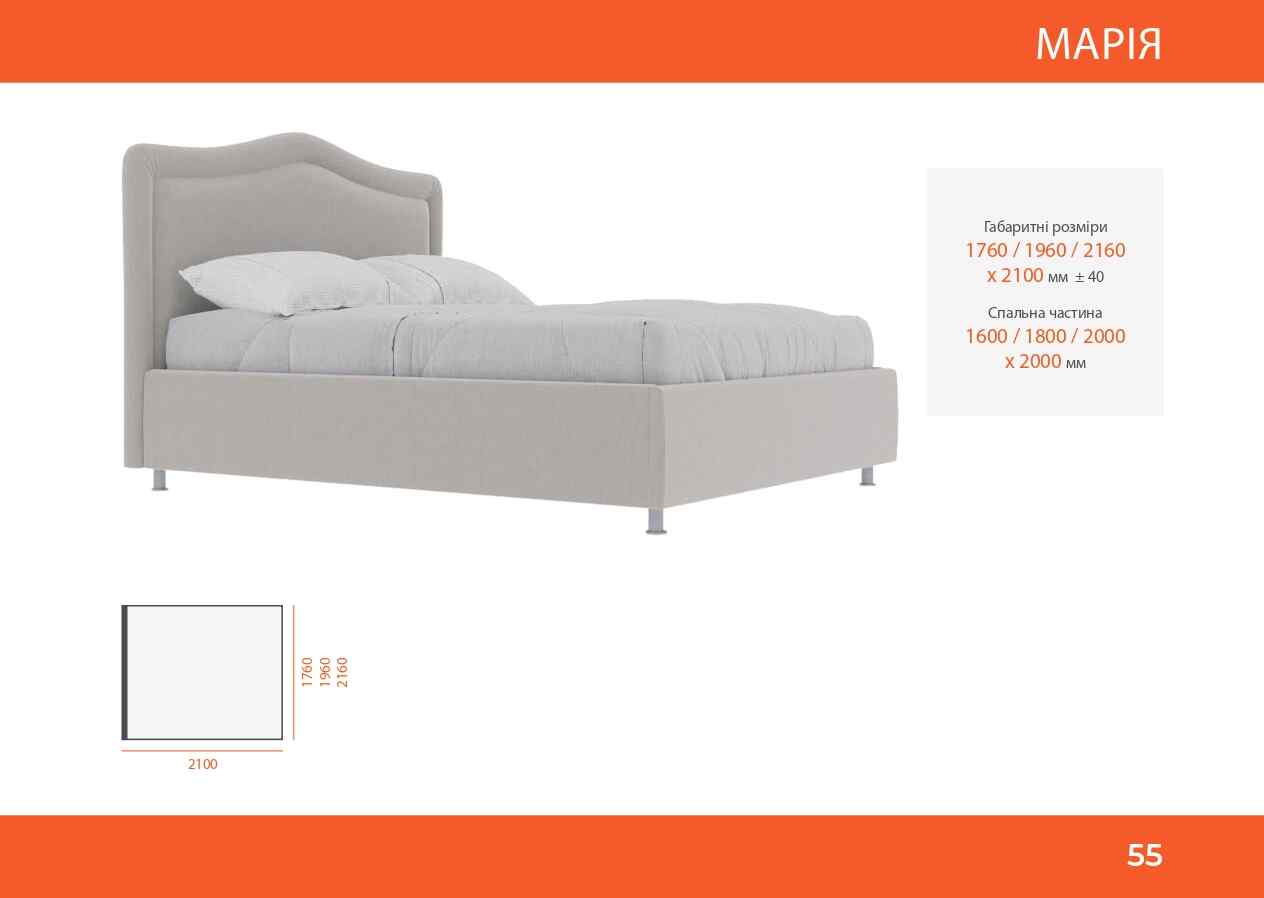 МАРІЯ
Габаритні розміри
1760 / 1960 / 2160
х 2100 мм ± 40
Спальна частина
1600 / 1800 / 2000
х 2000 мм
1760
1960
2160
2100
55